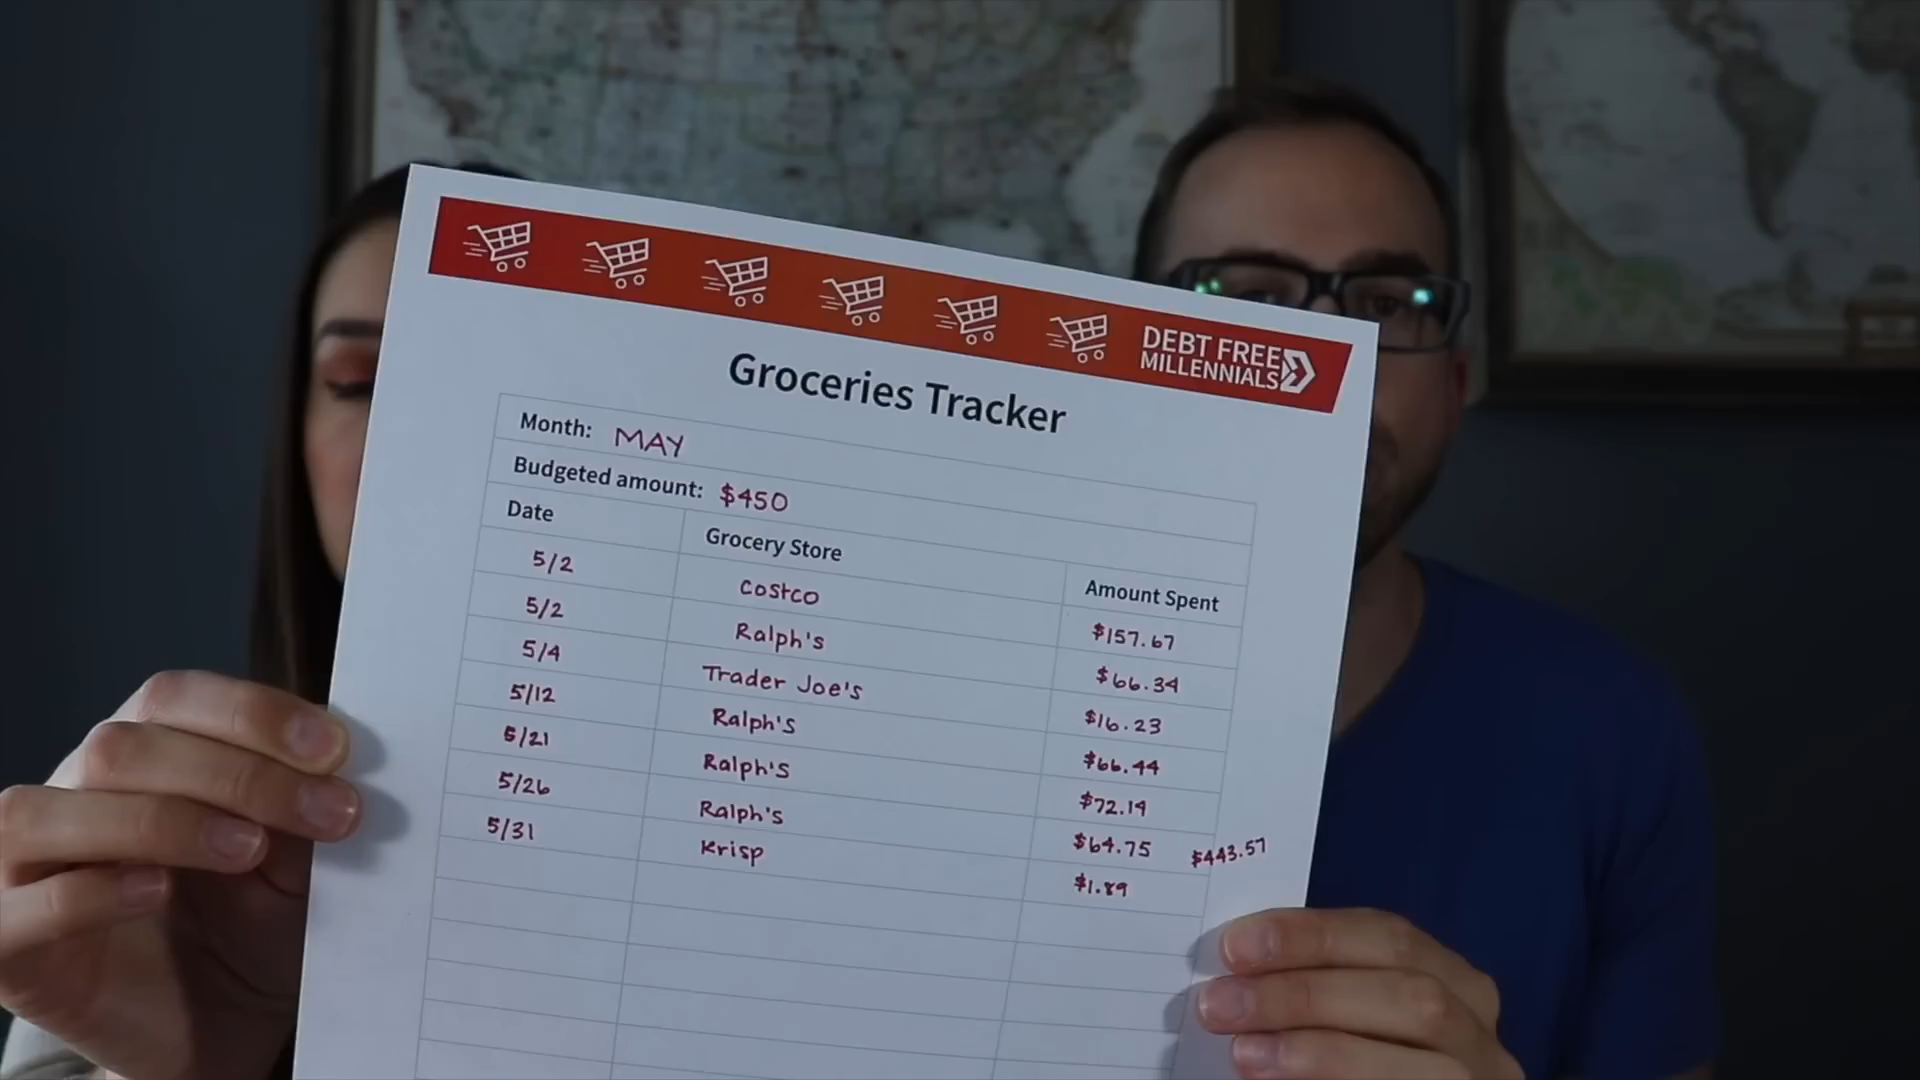 DEBT FREE
MILLENNIALS
Groceries Tracker
Month: MAY
Budgeted amount: $450
Date Grocery Store Amount Spent
5/2 Costco $157.67
5/2 Ralph's $66.34
5/4 Trader Joe's $16.23
5/12 Ralph's $66.44
5/21 Ralph's $72.19
5/26 Ralph's $64.75 $443.57
5/31 Krisp $1.89